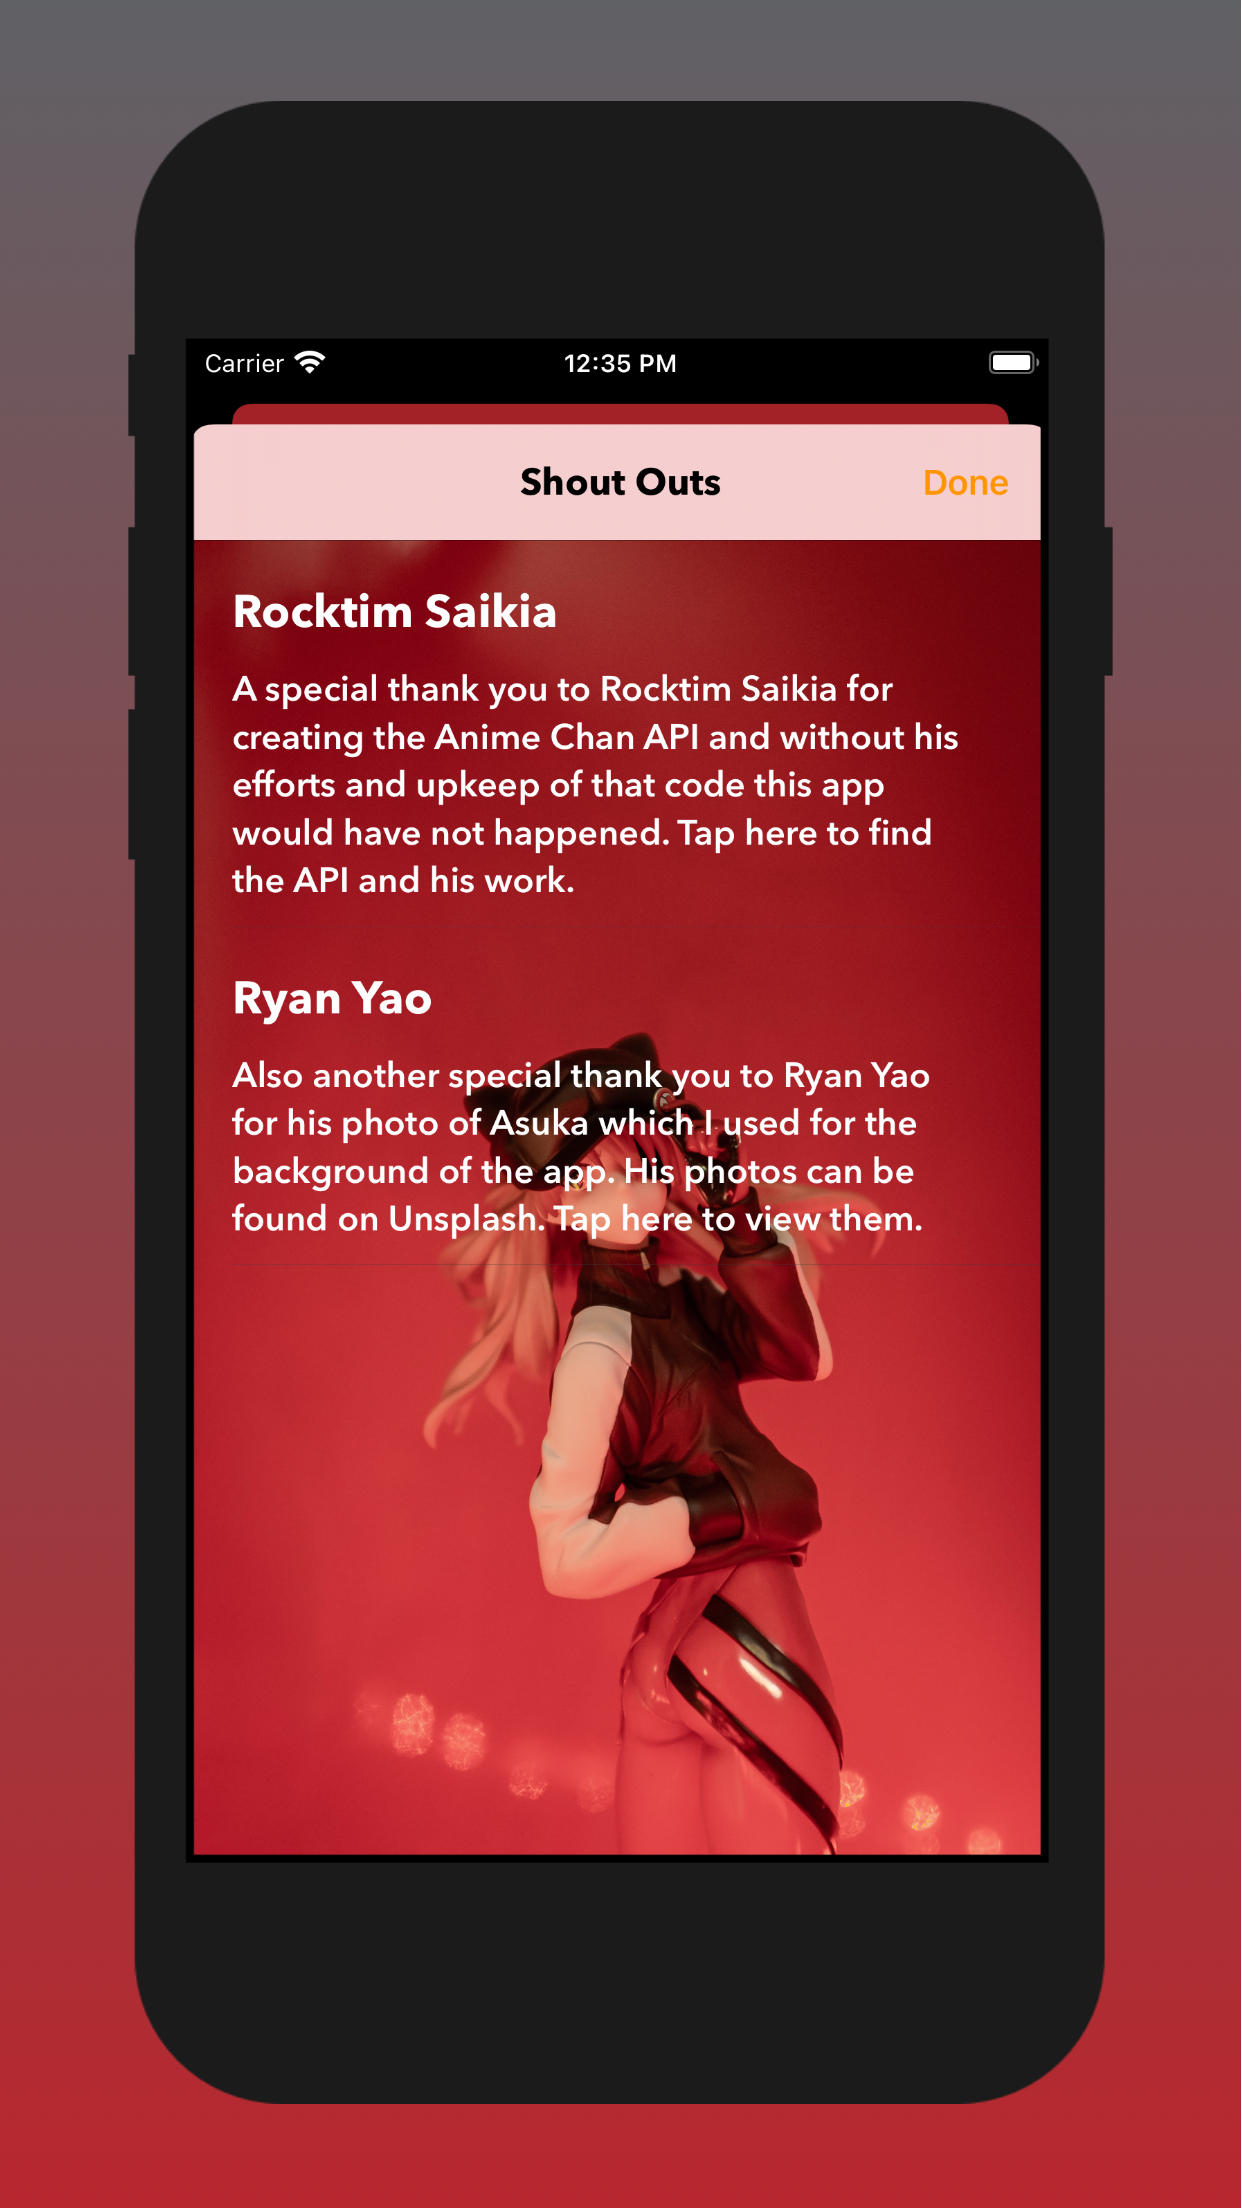 Carrier 12:35 PM
Shout Outs Done
Rocktim Saikia
A special thank you to Rocktim Saikia for
creating the Anime Chan API and without his
efforts and upkeep of that code this app
would have not happened. Tap here to find
the API and his work.
Ryan Yao
Also another special thank you to Ryan Yao
for his photo of Asuka which I used for the
background of the app. His photos can be
found on Unsplash. Tap here to view them.